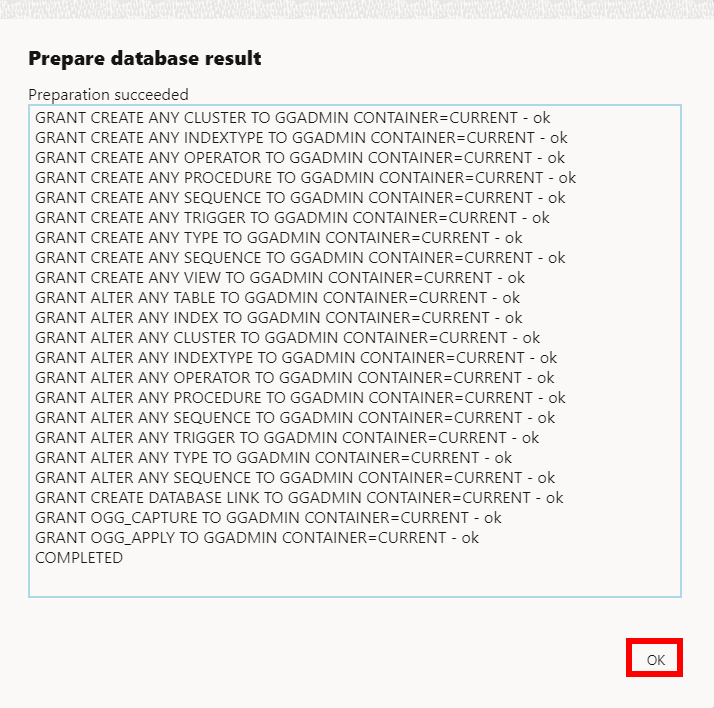 Prepare database result
Preparation succeeded
GRANT CREATE ANY CLUSTER TO GGADMIN CONTAINER=CURRENT - ok
GRANT CREATE ANY INDEXTYPE TO GGADMIN CONTAINER=CURRENT - ok
GRANT CREATE ANY OPERATOR TO GGADMIN CONTAINER=CURRENT - ok
GRANT CREATE ANY PROCEDURE TO GGADMIN CONTAINER=CURRENT - ok
GRANT CREATE ANY SEQUENCE TO GGADMIN CONTAINER=CURRENT - ok
GRANT CREATE ANY TRIGGER TO GGADMIN CONTAINER=CURRENT - ok
GRANT CREATE ANY TYPE TO GGADMIN CONTAINER=CURRENT - ok
GRANT CREATE ANY SEQUENCE TO GGADMIN CONTAINER=CURRENT - ok
GRANT CREATE ANY VIEW TO GGADMIN CONTAINER=CURRENT - ok
GRANT ALTER ANY TABLE TO GGADMIN CONTAINER=CURRENT - ok
GRANT ALTER ANY INDEX TO GGADMIN CONTAINER=CURRENT - ok
GRANT ALTER ANY CLUSTER TO GGADMIN CONTAINER=CURRENT - ok
GRANT ALTER ANY INDEXTYPE TO GGADMIN CONTAINER=CURRENT - ok
GRANT ALTER ANY OPERATOR TO GGADMIN CONTAINER=CURRENT - ok
GRANT ALTER ANY PROCEDURE TO GGADMIN CONTAINER=CURRENT - ok
GRANT ALTER ANY SEQUENCE TO GGADMIN CONTAINER=CURRENT - ok
GRANT ALTER ANY TRIGGER TO GGADMIN CONTAINER=CURRENT - ok
GRANT ALTER ANY TYPE TO GGADMIN CONTAINER=CURRENT - ok
GRANT ALTER ANY SEQUENCE TO GGADMIN CONTAINER=CURRENT - ok
GRANT CREATE DATABASE LINK TO GGADMIN CONTAINER=CURRENT - ok
GRANT OGG_CAPTURE TO GGADMIN CONTAINER=CURRENT - ok
GRANT OGG_APPLY TO GGADMIN CONTAINER=CURRENT - ok
COMPLETED
OK